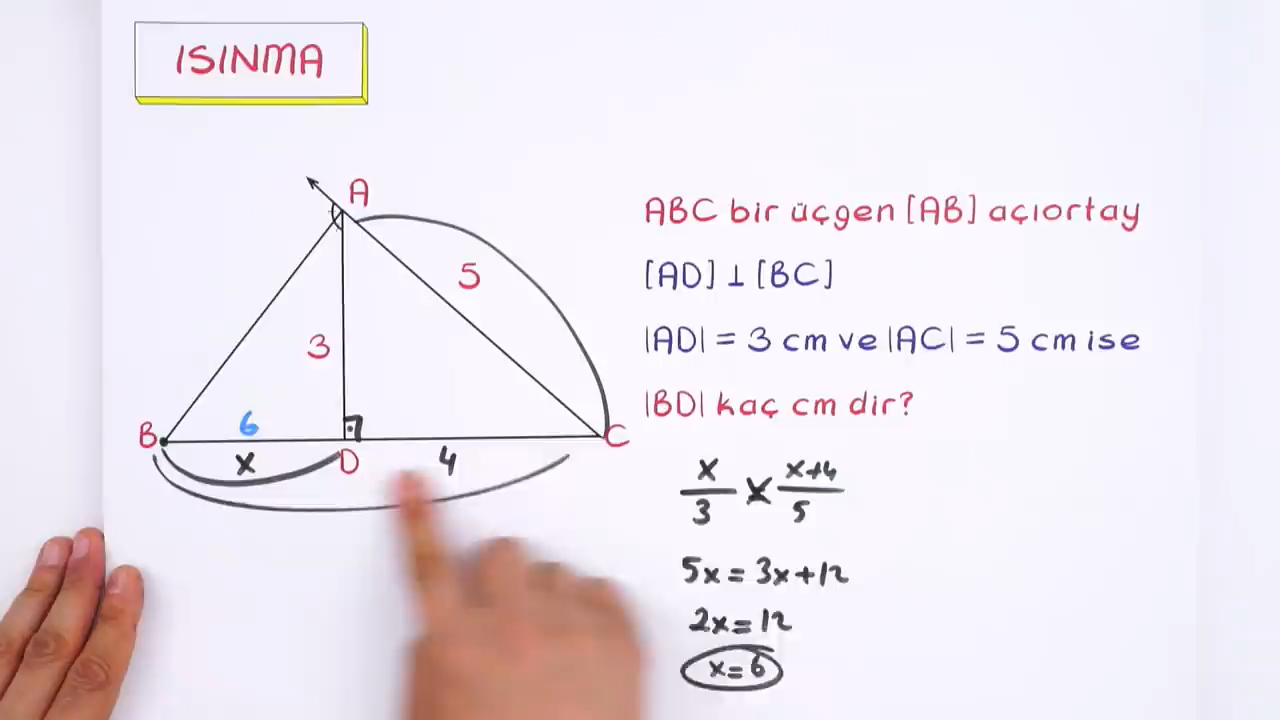 ISINMA
A
5
3
B
6
x
D
4
C
ABC bir üçgen [AB] açıortay
[AD] ⊥ [BC]
|AD| = 3 cm ve |AC| = 5 cm ise
|BD| kaç cm dir?
x/3 × x+4/5
5x = 3x+12
2x = 12
x = 6